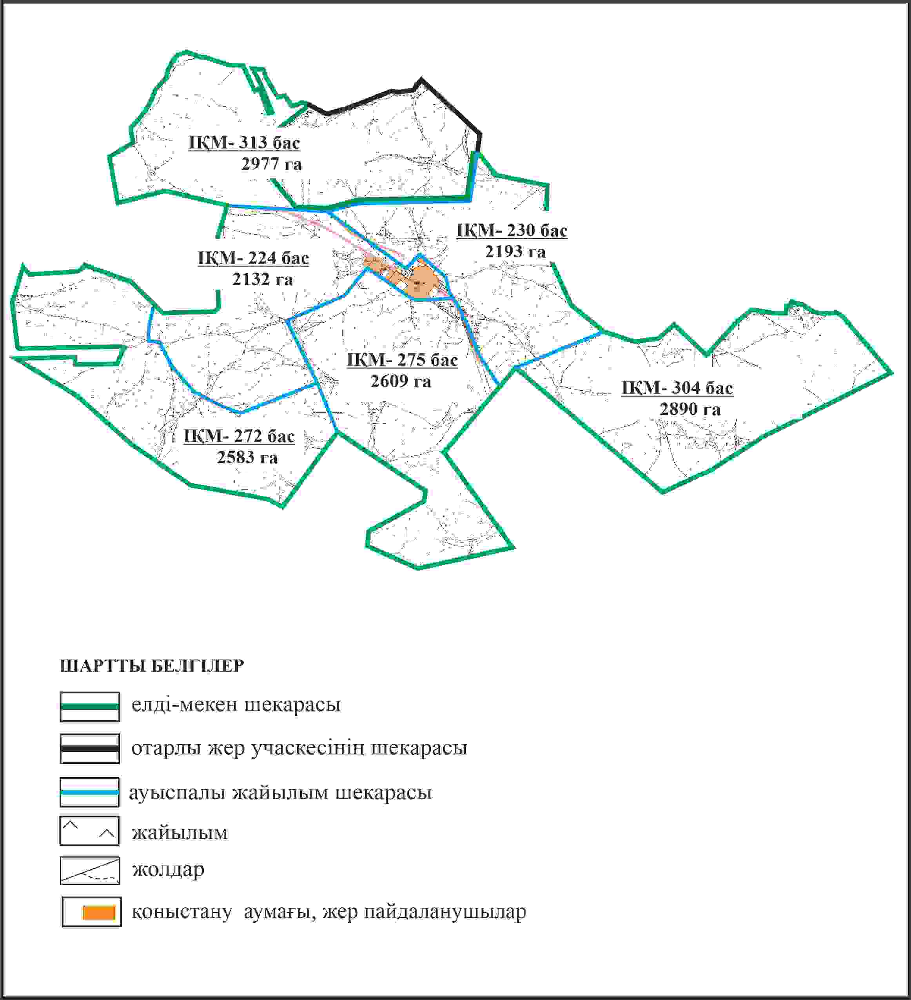 ІҚМ- 313 бас
2977 га
ІҚМ- 230 бас
2193 га
ІҚМ- 224 бас
2132 га
ІҚМ- 275 бас
2609 га
ІҚМ- 304 бас
2890 га
ІҚМ- 272 бас
2583 га
ШАРТТЫ БЕЛГІЛЕР
елді-мекен шекарасы
отарлы жер учаскесінің шекарасы
ауыспалы жайылым шекарасы
жайылым
жолдар
қоныстану аумағы, жер пайдаланушылар